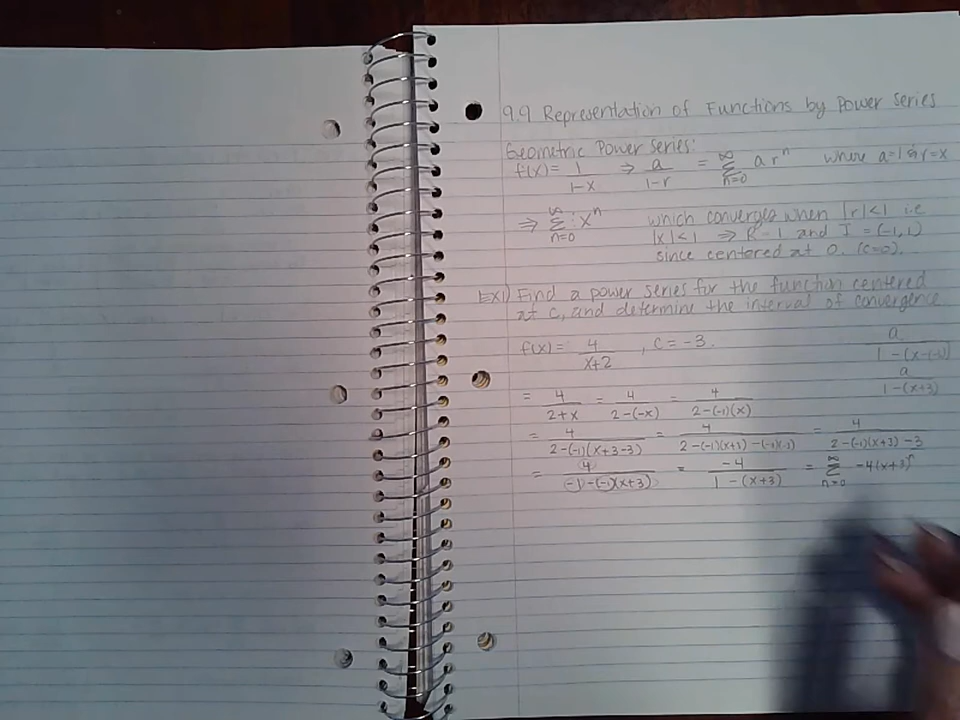 9.9 Representation of Functions by Power Series
Geometric Power Series:
f(x) = 1/(1-x) ⇒ a/(1-r) = ∑_{n=0}^{∞} a r^n where a=1 & r=x
⇒ ∑_{n=0}^{∞} x^n which converges when |r|<1 i.e
|x|<1 ⇒ R=1 and I = (-1,1)
since centered at 0. (c=0).
EX1) Find a power series for the function centered
at c, and determine the interval of convergence
f(x) = 4/(x+2), c = -3.
a/(1-(x-(-3)))
a/(1-(x+3))
= 4/(2+x) = 4/(2-(-x)) = 4/(2-(-1)(x))
= 4/(2-(-1)(x+3-3)) = 4/(2-(-1)(x+3)-(-1)(-3)) = 4/(2-(-1)(x+3)-3)
= 4/((-1)-(-1)(x+3)) = -4/(1-(x+3)) = ∑_{n=0}^{∞} -4(x+3)^n